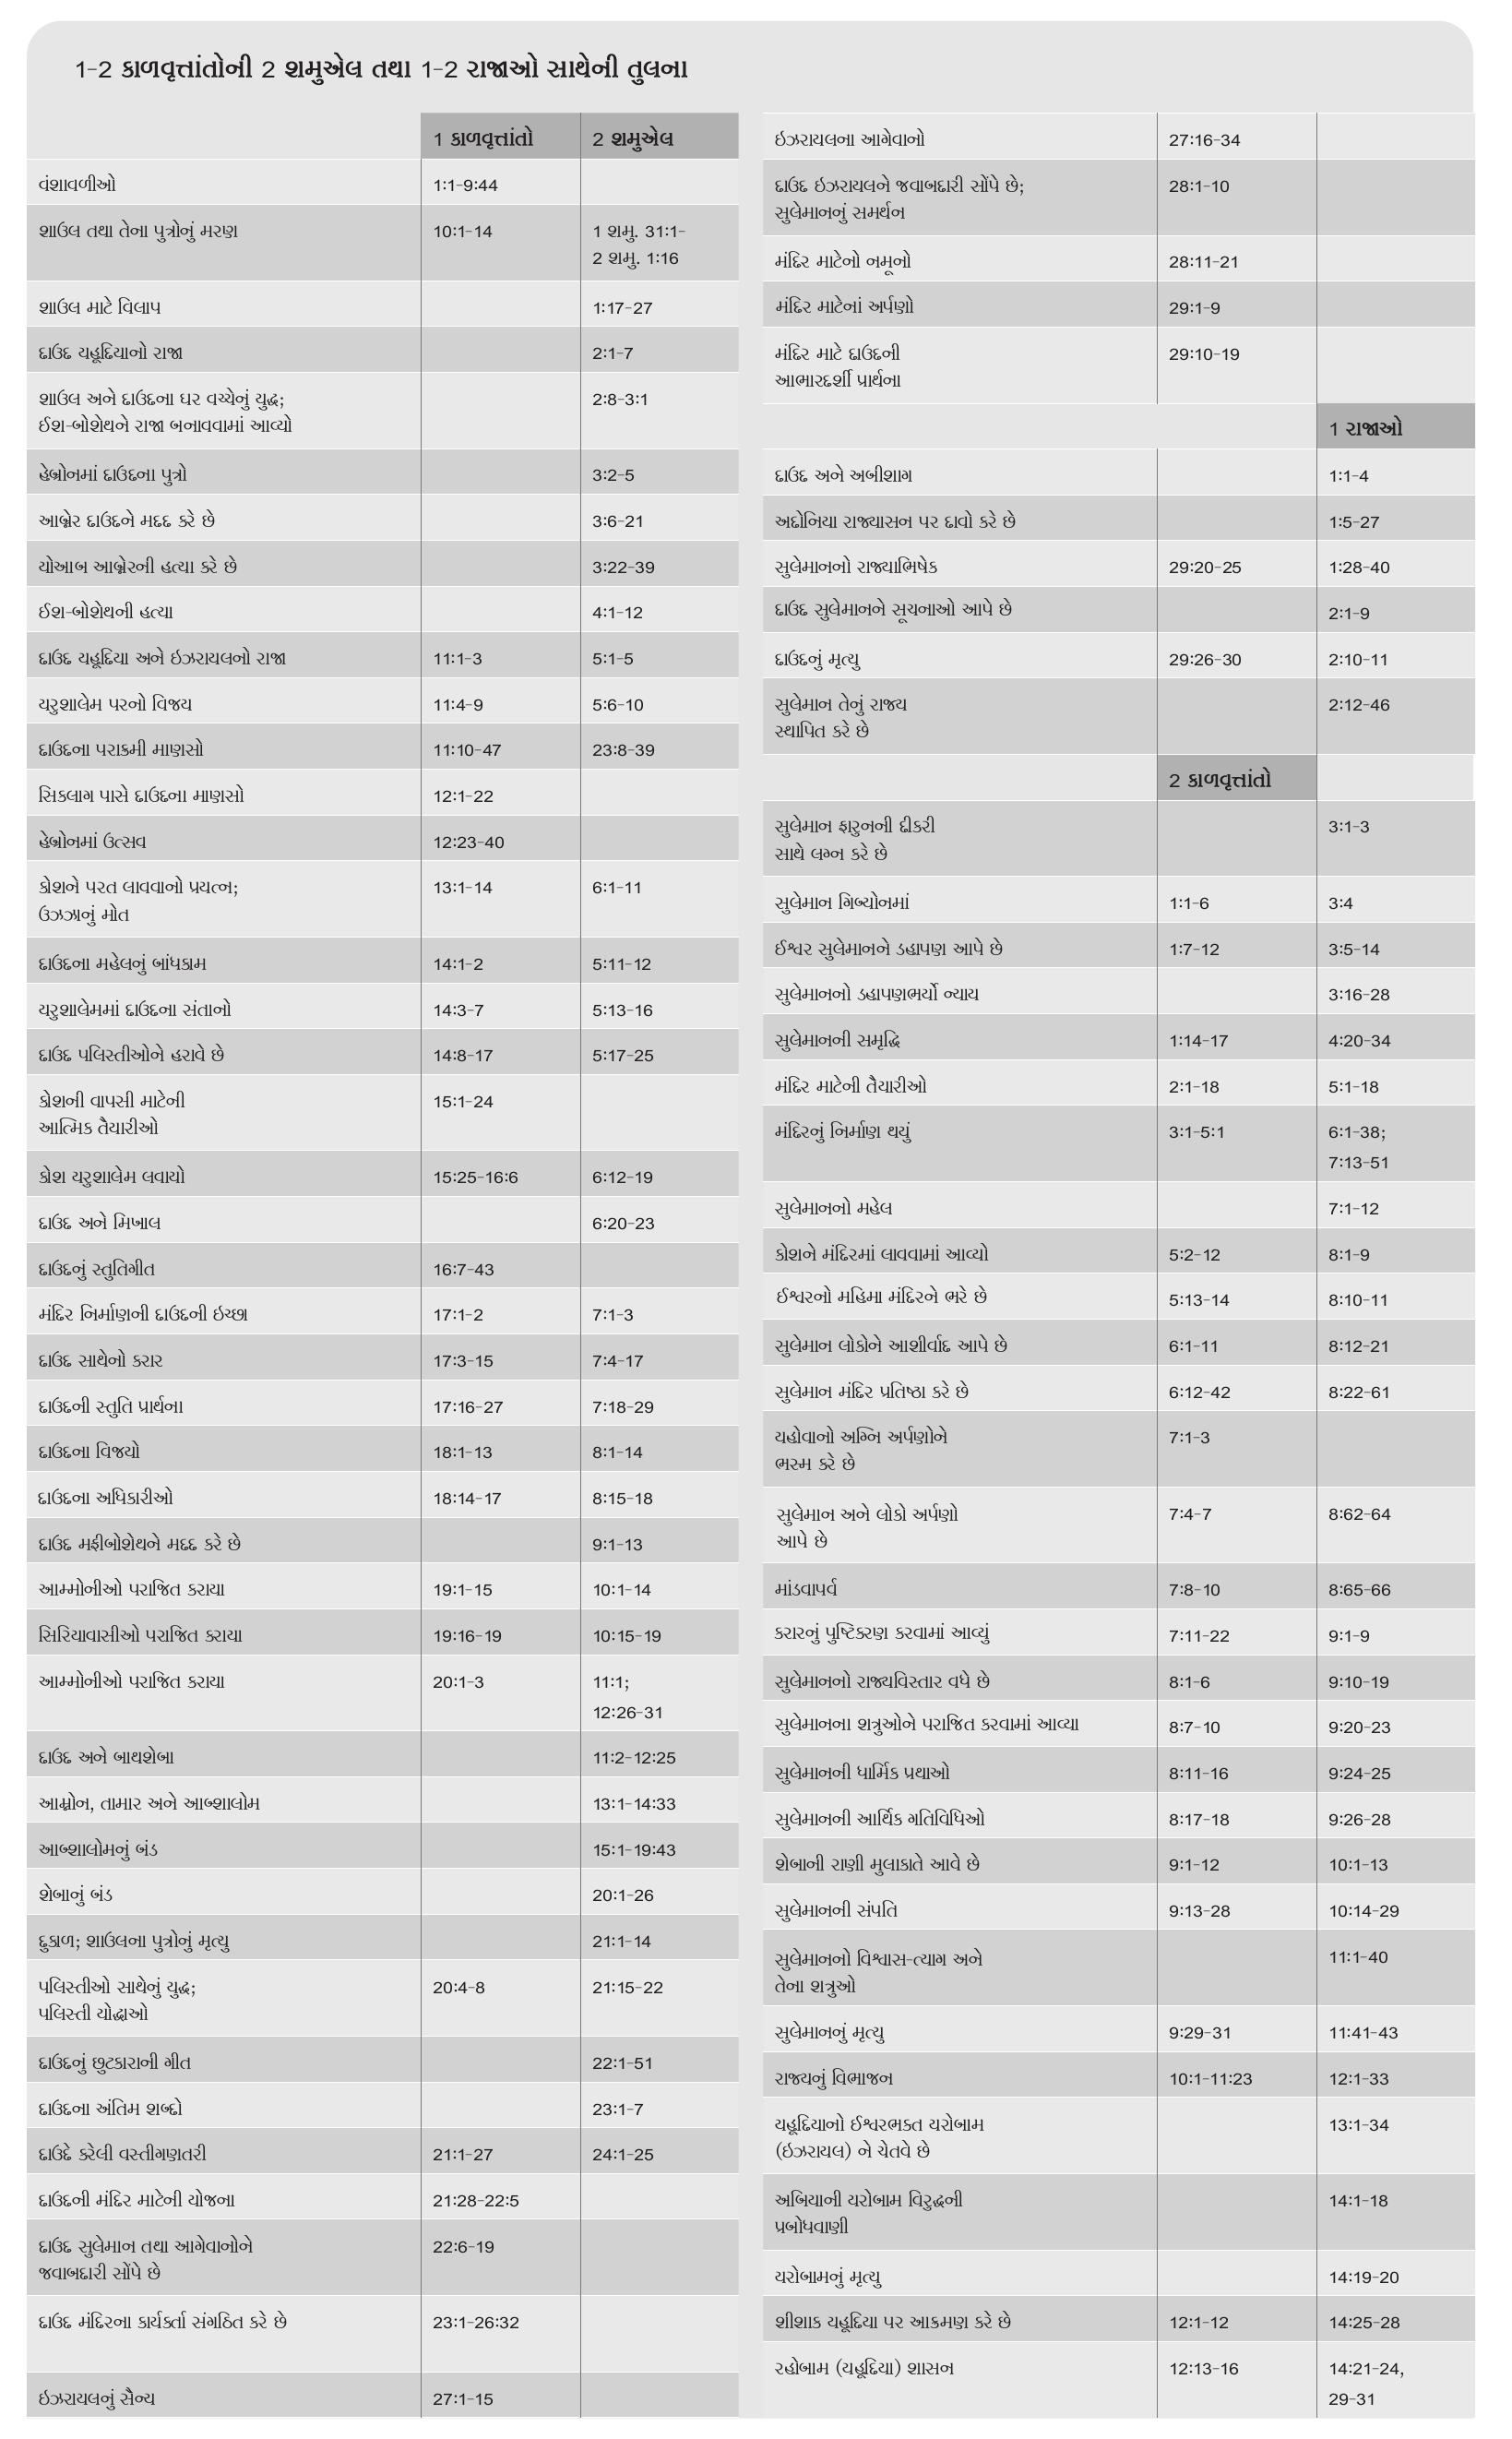 1-2 કાળવૃત્તાંતોની 2 શમુએલ તથા 1-2 રાજાઓ સાથેની તુલના
1 કાળવૃત્તાંતો 2 શમુએલ
વંશાવળીઓ 1:1-9:44
શાઉલ તથા તેના પુત્રોનું મરણ 10:1-14 1 શમુ. 31:1-
2 શમુ. 1:16
શાઉલ માટે વિલાપ 1:17-27
દાઉદ યહૂદિયાનો રાજા 2:1-7
શાઉલ અને દાઉદના ઘર વચ્ચેનું યુદ્ધ; 2:8-3:1
ઈશ-બોશેથને રાજા બનાવવામાં આવ્યો
હેબ્રોનમાં દાઉદના પુત્રો 3:2-5
આબ્નેર દાઉદને મદદ કરે છે 3:6-21
યોઆબ આબ્નેરની હત્યા કરે છે 3:22-39
ઈશ-બોશેથની હત્યા 4:1-12
દાઉદ યહૂદિયા અને ઇઝરાયલનો રાજા 11:1-3 5:1-5
યરુશાલેમ પરનો વિજય 11:4-9 5:6-10
દાઉદના પરાક્રમી માણસો 11:10-47 23:8-39
સિકલાગ પાસે દાઉદના માણસો 12:1-22
હેબ્રોનમાં ઉત્સવ 12:23-40
કોશને પરત લાવવાનો પ્રયત્ન; 13:1-14 6:1-11
ઉઝઝાનું મોત
દાઉદના મહેલનું બાંધકામ 14:1-2 5:11-12
યરુશાલેમમાં દાઉદના સંતાનો 14:3-7 5:13-16
દાઉદ પલિસ્તીઓને હરાવે છે 14:8-17 5:17-25
કોશની વાપસી માટેની 15:1-24
આત્મિક તૈયારીઓ
કોશ યરુશાલેમ લવાયો 15:25-16:6 6:12-19
દાઉદ અને મિખાલ 6:20-23
દાઉદનું સ્તુતિગીત 16:7-43
મંદિર નિર્માણની દાઉદની ઇચ્છા 17:1-2 7:1-3
દાઉદ સાથેનો કરાર 17:3-15 7:4-17
દાઉદની સ્તુતિ પ્રાર્થના 17:16-27 7:18-29
દાઉદના વિજયો 18:1-13 8:1-14
દાઉદના અધિકારીઓ 18:14-17 8:15-18
દાઉદ મફીબોશેથને મદદ કરે છે 9:1-13
આમ્મોનીઓ પરાજિત કરાયા 19:1-15 10:1-14
સિરિયાવાસીઓ પરાજિત કરાયા 19:16-19 10:15-19
આમ્મોનીઓ પરાજિત કરાયા 20:1-3 11:1;
12:26-31
દાઉદ અને બાથશેબા 11:2-12:25
આમ્નોન, તામાર અને આબ્શાલોમ 13:1-14:33
આબ્શાલોમનું બંડ 15:1-19:43
શેબાનું બંડ 20:1-26
દુકાળ; શાઉલના પુત્રોનું મૃત્યુ 21:1-14
પલિસ્તીઓ સાથેનું યુદ્ધ; 20:4-8 21:15-22
પલિસ્તી યોદ્ધાઓ
દાઉદનું છુટકારાની ગીત 22:1-51
દાઉદના અંતિમ શબ્દો 23:1-7
દાઉદે કરેલી વસ્તીગણતરી 21:1-27 24:1-25
દાઉદની મંદિર માટેની યોજના 21:28-22:5
દાઉદ સુલેમાન તથા આગેવાનોને 22:6-19
જવાબદારી સોંપે છે
દાઉદ મંદિરના કાર્યકર્તા સંગઠિત કરે છે 23:1-26:32
ઇઝરાયલનું સૈન્ય 27:1-15
ઇઝરાયલના આગેવાનો 27:16-34
દાઉદ ઇઝરાયલને જવાબદારી સોંપે છે; 28:1-10
સુલેમાનનું સમર્થન
મંદિર માટેનો નમૂનો 28:11-21
મંદિર માટેનાં અર્પણો 29:1-9
મંદિર માટે દાઉદની 29:10-19
આભારદર્શી પ્રાર્થના
1 રાજાઓ
દાઉદ અને અબીશાગ 1:1-4
અદોનિયા રાજ્યાસન પર દાવો કરે છે 1:5-27
સુલેમાનનો રાજ્યાભિષેક 29:20-25 1:28-40
દાઉદ સુલેમાનને સૂચનાઓ આપે છે 2:1-9
દાઉદનું મૃત્યુ 29:26-30 2:10-11
સુલેમાન તેનું રાજ્ય 2:12-46
સ્થાપિત કરે છે
2 કાળવૃત્તાંતો
સુલેમાન ફારુનની દીકરી 3:1-3
સાથે લગ્ન કરે છે
સુલેમાન ગિબ્યોનમાં 1:1-6 3:4
ઈશ્વર સુલેમાનને ડહાપણ આપે છે 1:7-12 3:5-14
સુલેમાનનો ડહાપણભર્યો ન્યાય 3:16-28
સુલેમાનની સમૃદ્ધિ 1:14-17 4:20-34
મંદિર માટેની તૈયારીઓ 2:1-18 5:1-18
મંદિરનું નિર્માણ થયું 3:1-5:1 6:1-38;
7:13-51
સુલેમાનનો મહેલ 7:1-12
કોશને મંદિરમાં લાવવામાં આવ્યો 5:2-12 8:1-9
ઈશ્વરનો મહિમા મંદિરને ભરે છે 5:13-14 8:10-11
સુલેમાન લોકોને આશીર્વાદ આપે છે 6:1-11 8:12-21
સુલેમાન મંદિર પ્રતિષ્ઠા કરે છે 6:12-42 8:22-61
યહોવાનો અગ્નિ અર્પણોને 7:1-3
ભસ્મ કરે છે
સુલેમાન અને લોકો અર્પણો 7:4-7 8:62-64
આપે છે
માંડવાપર્વ 7:8-10 8:65-66
કરારનું પુષ્ટિકરણ કરવામાં આવ્યું 7:11-22 9:1-9
સુલેમાનનો રાજ્યવિસ્તાર વધે છે 8:1-6 9:10-19
સુલેમાનના શત્રુઓને પરાજિત કરવામાં આવ્યા 8:7-10 9:20-23
સુલેમાનની ધાર્મિક પ્રથાઓ 8:11-16 9:24-25
સુલેમાનની આર્થિક ગતિવિધિઓ 8:17-18 9:26-28
શેબાની રાણી મુલાકાતે આવે છે 9:1-12 10:1-13
સુલેમાનની સંપતિ 9:13-28 10:14-29
સુલેમાનનો વિશ્વાસ-ત્યાગ અને 11:1-40
તેના શત્રુઓ
સુલેમાનનું મૃત્યુ 9:29-31 11:41-43
રાજ્યનું વિભાજન 10:1-11:23 12:1-33
યહૂદિયાનો ઈશ્વરભક્ત યરોબામ 13:1-34
(ઇઝરાયલ) ને ચેતવે છે
અબિયાની યરોબામ વિરુદ્ધની 14:1-18
પ્રબોધવાણી
યરોબામનું મૃત્યુ 14:19-20
શીશાક યહૂદિયા પર આક્રમણ કરે છે 12:1-12 14:25-28
રહોબામ (યહૂદિયા) શાસન 12:13-16 14:21-24,
29-31